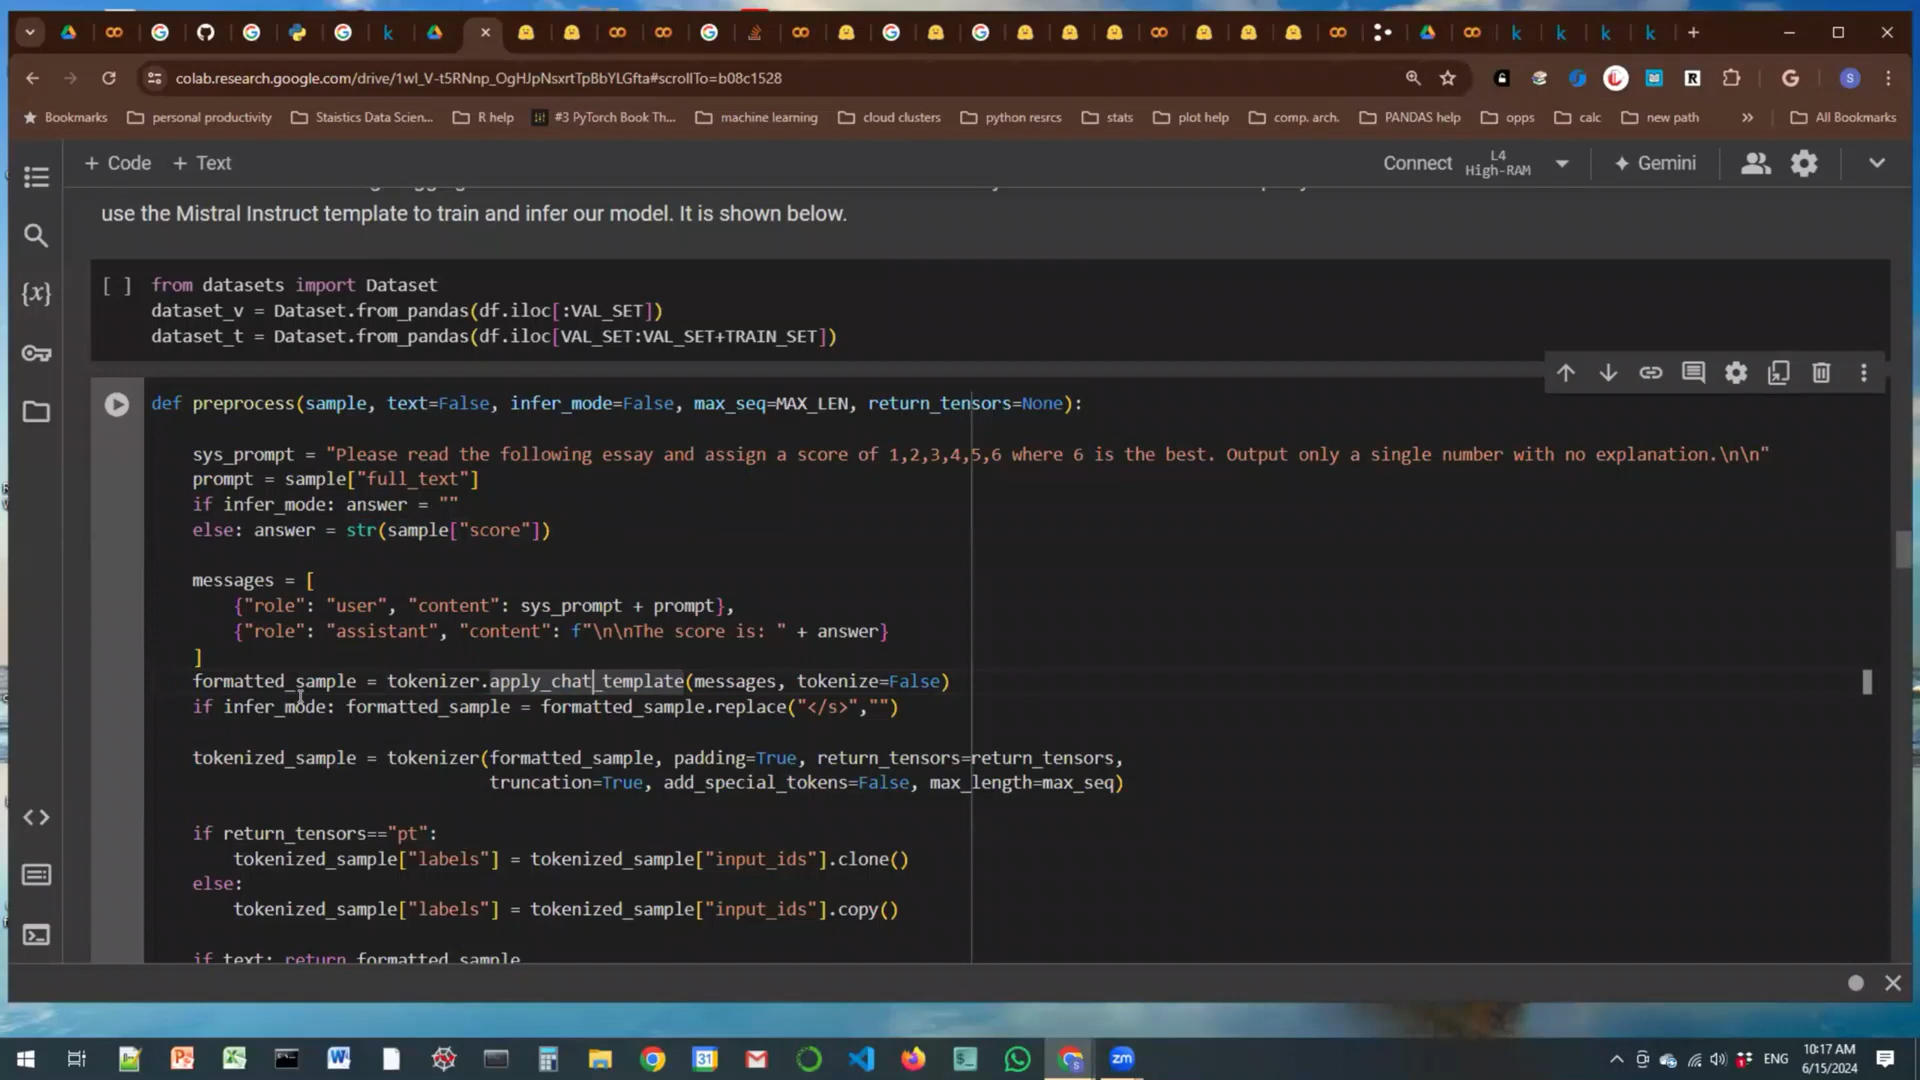 colab.research.google.com/drive/1wl_V-t5RNnp_OgHJpNsxrtTpBbYLGfta#scrollTo=b08c1528
Bookmarks personal productivity Staistics Data Scien... R help #3 PyTorch Book Th... machine learning cloud clusters python resrcs stats plot help comp. arch. PANDAS help opps calc new path » All Bookmarks
+ Code + Text Connect L4 High-RAM Gemini
use the Mistral Instruct template to train and infer our model. It is shown below.
[ ] from datasets import Dataset
dataset_v = Dataset.from_pandas(df.iloc[:VAL_SET])
dataset_t = Dataset.from_pandas(df.iloc[VAL_SET:VAL_SET+TRAIN_SET])
def preprocess(sample, text=False, infer_mode=False, max_seq=MAX_LEN, return_tensors=None):
sys_prompt = "Please read the following essay and assign a score of 1,2,3,4,5,6 where 6 is the best. Output only a single number with no explanation.\n\n"
prompt = sample["full_text"]
if infer_mode: answer = ""
else: answer = str(sample["score"])
messages = [
{"role": "user", "content": sys_prompt + prompt},
{"role": "assistant", "content": f"\n\nThe score is: " + answer}
]
formatted_sample = tokenizer.apply_chat_template(messages, tokenize=False)
if infer_mode: formatted_sample = formatted_sample.replace("</s>","")
tokenized_sample = tokenizer(formatted_sample, padding=True, return_tensors=return_tensors,
truncation=True, add_special_tokens=False, max_length=max_seq)
if return_tensors=="pt":
tokenized_sample["labels"] = tokenized_sample["input_ids"].clone()
else:
tokenized_sample["labels"] = tokenized_sample["input_ids"].copy()
if text: return formatted_sample
ENG 10:17 AM
6/15/2024